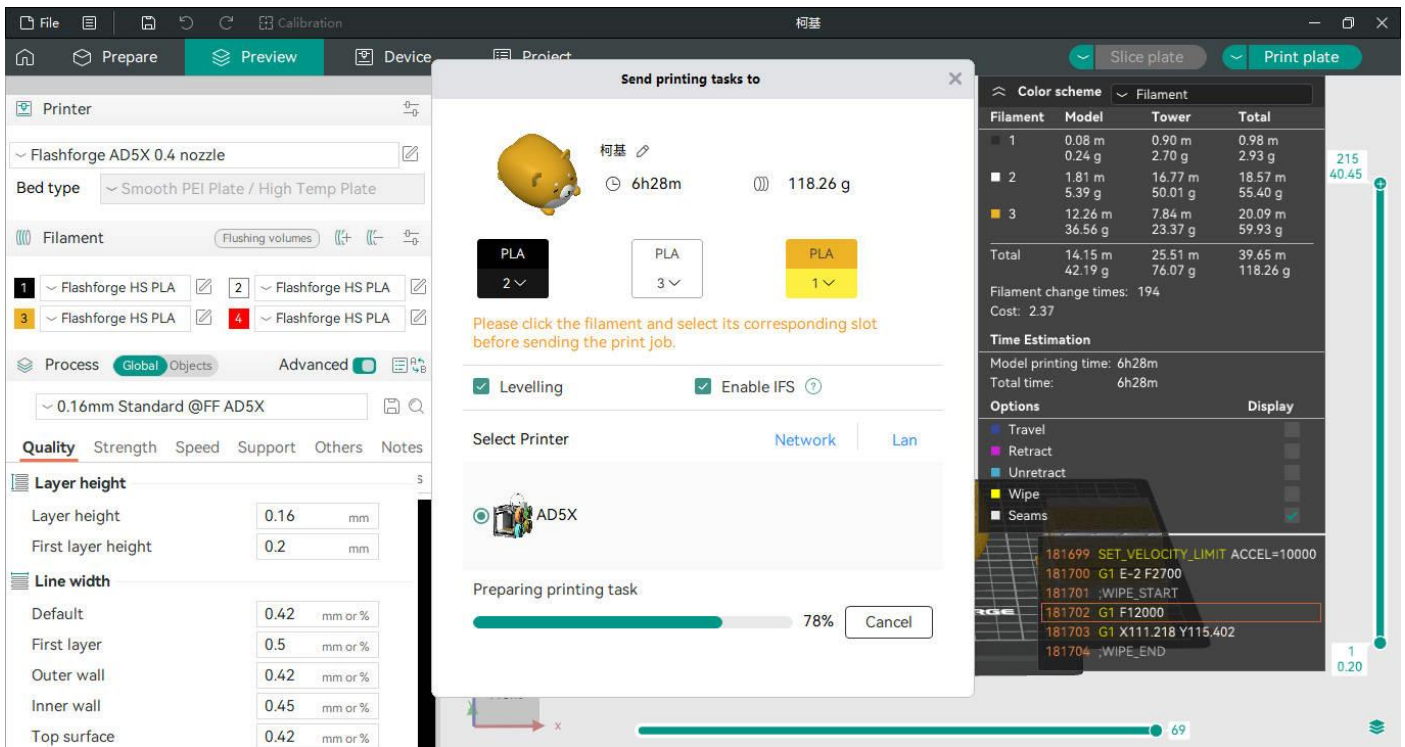 File
Calibration
柯基
Prepare
Preview
Device
Project
Slice plate
Print plate
Printer
Flashforge AD5X 0.4 nozzle
Bed type
Smooth PEI Plate / High Temp Plate
Filament
Flushing volumes
1 Flashforge HS PLA
2 Flashforge HS PLA
3 Flashforge HS PLA
4 Flashforge HS PLA
Process Global Objects Advanced
0.16mm Standard @FF AD5X
Quality Strength Speed Support Others Notes
Layer height
Layer height 0.16 mm
First layer height 0.2 mm
Line width
Default 0.42 mm or %
First layer 0.5 mm or %
Outer wall 0.42 mm or %
Inner wall 0.45 mm or %
Top surface 0.42 mm or %
Send printing tasks to
柯基
6h28m 118.26 g
PLA PLA PLA
2 3 1
Please click the filament and select its corresponding slot
before sending the print job.
Levelling Enable IFS ?
Select Printer Network Lan
AD5X
Preparing printing task
78% Cancel
Color scheme Filament
Filament Model Tower Total
1 0.08 m 0.90 m 0.98 m
0.24 g 2.70 g 2.93 g
2 1.81 m 16.77 m 18.57 m
5.39 g 50.01 g 55.40 g
3 12.26 m 7.84 m 20.09 m
36.56 g 23.37 g 59.93 g
Total 14.15 m 25.51 m 39.65 m
42.19 g 76.07 g 118.26 g
Filament change times: 194
Cost: 2.37
Time Estimation
Model printing time: 6h28m
Total time: 6h28m
Options Display
Travel
Retract
Unretract
Wipe
Seams
181699 SET_VELOCITY_LIMIT ACCEL=10000
181700 G1 E-2 F2700
181701 ;WIPE_START
181702 G1 F12000
181703 G1 X111.218 Y115.402
181704 ;WIPE_END
215
40.45
1
0.20
x
69